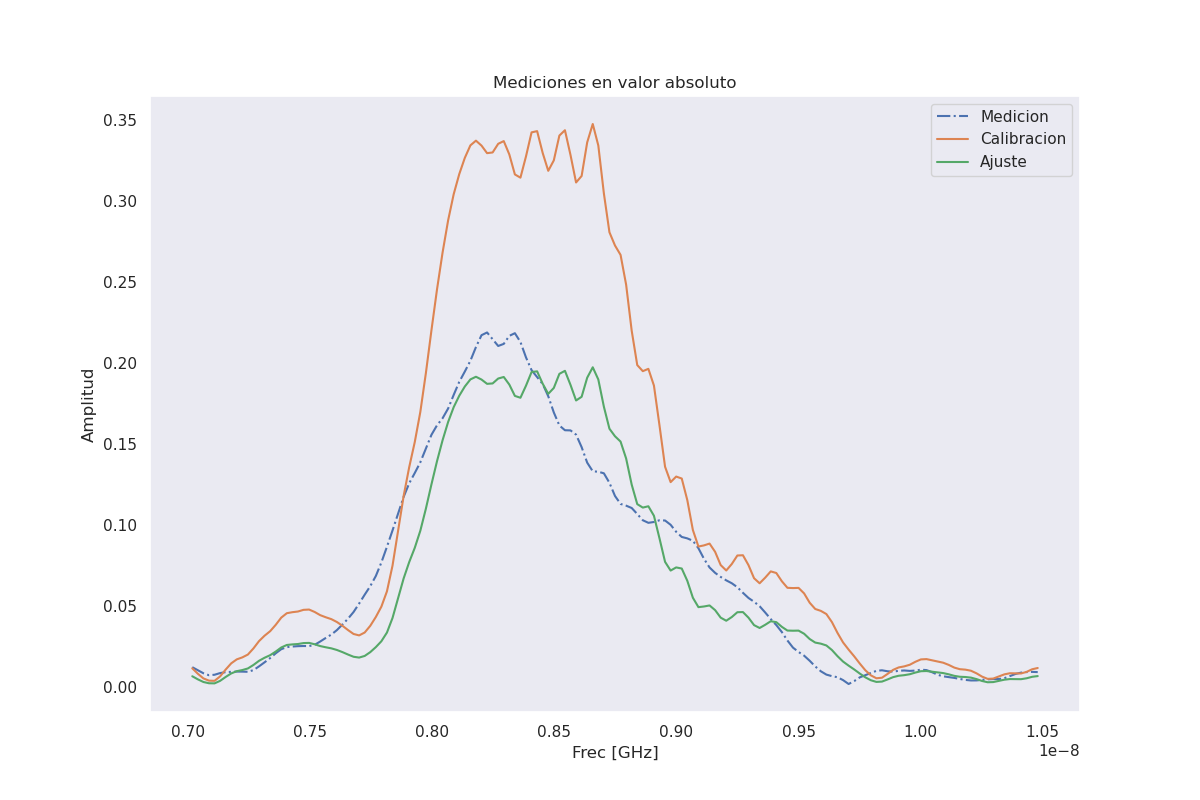 Mediciones en valor absoluto
Medicion
Calibracion
Ajuste
0.35
0.30
0.25
0.20
0.15
0.10
0.05
0.00
Amplitud
0.70 0.75 0.80 0.85 0.90 0.95 1.00 1.05
1e−8
Frec [GHz]